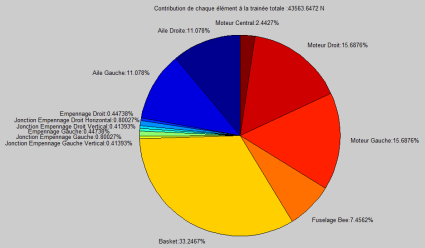 Contribution de chaque élément à la trainée totale :43563.6472 N
Moteur Central:2.4427%
Aile Droite:11.078%
Moteur Droit:15.6876%
Aile Gauche:11.078%
Empennage Droit:0.44738%
Jonction Empennage Droit Horizontal:0.80027%
Jonction Empennage Droit Vertical:0.41393%
Empennage Gauche:0.44738%
Jonction Empennage Gauche:0.80027%
Jonction Empennage Gauche Vertical:0.41393%
Moteur Gauche:15.6876%
Fuselage Bee:7.4562%
Basket:33.2467%